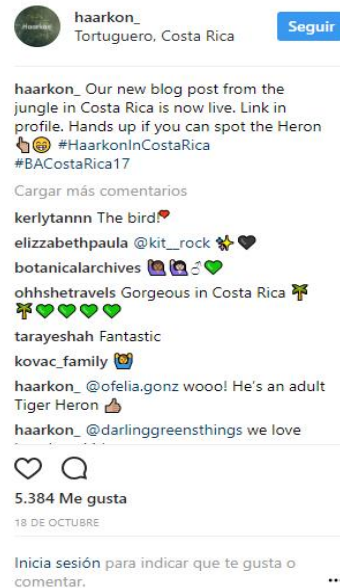 haarkon_
Tortuguero, Costa Rica
Seguir
haarkon_ Our new blog post from the
jungle in Costa Rica is now live. Link in
profile. Hands up if you can spot the Heron
👆🏼😁 #HaarkonInCostaRica
#BACostaRica17
Cargar más comentarios
kerlytannn The bird!❤
elizzabethpaula @kit__rock ✨🖤
botanicalarchives 🙋🏾🙋🏻‍♂💚
ohhshetravels Gorgeous in Costa Rica 🌴
🌴💚💚💚💚
tarayeshah Fantastic
kovac_family 🙆
haarkon_ @ofelia.gonz wooo! He's an adult
Tiger Heron 👍🏼
haarkon_ @darlinggreensthings we love
5.384 Me gusta
18 DE OCTUBRE
Inicia sesión para indicar que te gusta o
comentar.
•••